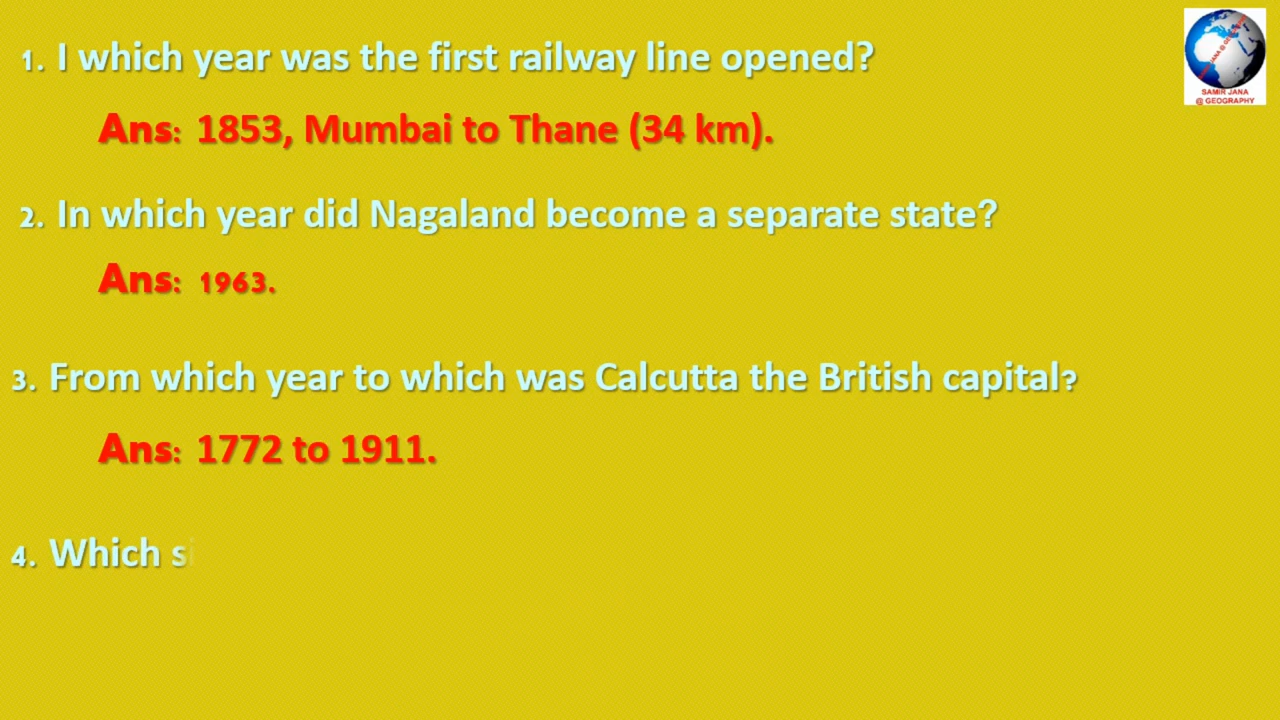 1. I which year was the first railway line opened?
Ans: 1853, Mumbai to Thane (34 km).
2. In which year did Nagaland become a separate state?
Ans: 1963.
3. From which year to which was Calcutta the British capital?
Ans: 1772 to 1911.
4. Which
SAMIR JANA
@ GEOGRAPHY